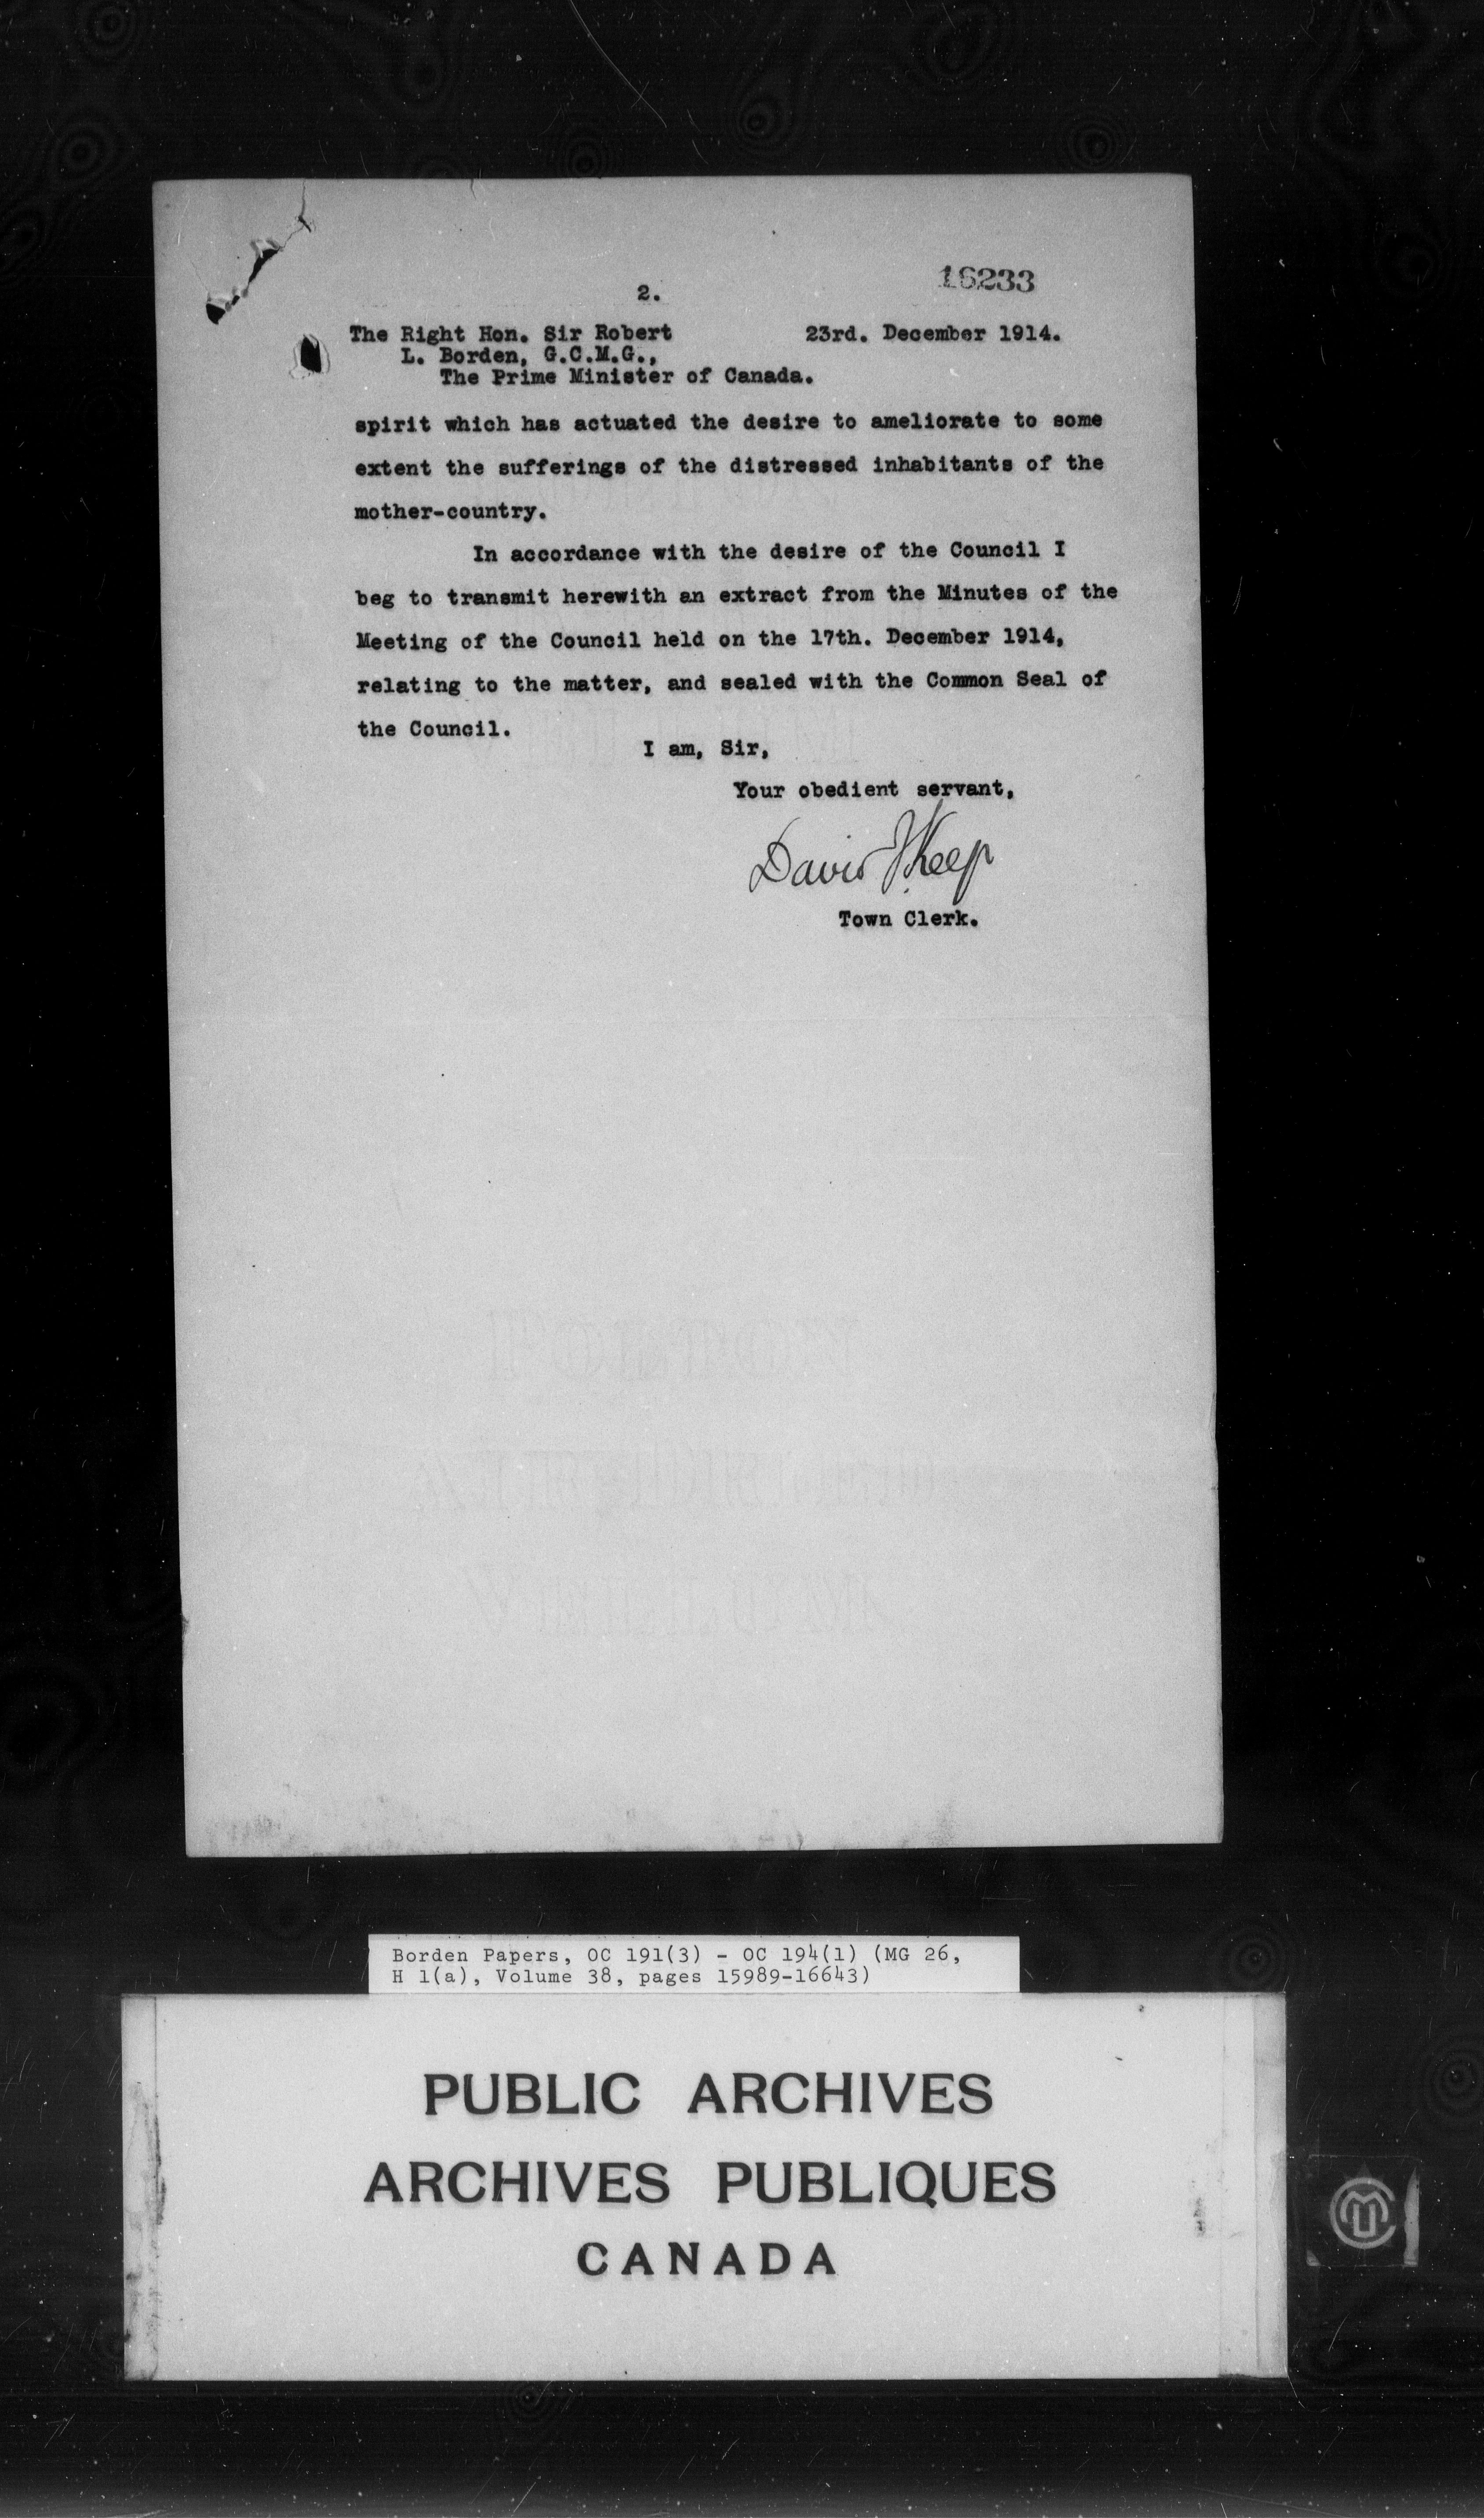 16233
2.
The Right Hon. Sir Robert 23rd. December 1914.
L. Borden, G.C.M.G.,
The Prime Minister of Canada.
spirit which has actuated the desire to ameliorate to some
extent the sufferings of the distressed inhabitants of the
mother-country.
In accordance with the desire of the Council I
beg to transmit herewith an extract from the Minutes of the
Meeting of the Council held on the 17th. December 1914,
relating to the matter, and sealed with the Common Seal of
the Council.
I am, Sir,
Your obedient servant,
David Keep
Town Clerk.
Borden Papers, OC 191(3) - OC 194(1) (MG 26,
H 1(a), Volume 38, pages 15989-16643)
PUBLIC ARCHIVES
ARCHIVES PUBLIQUES
CANADA